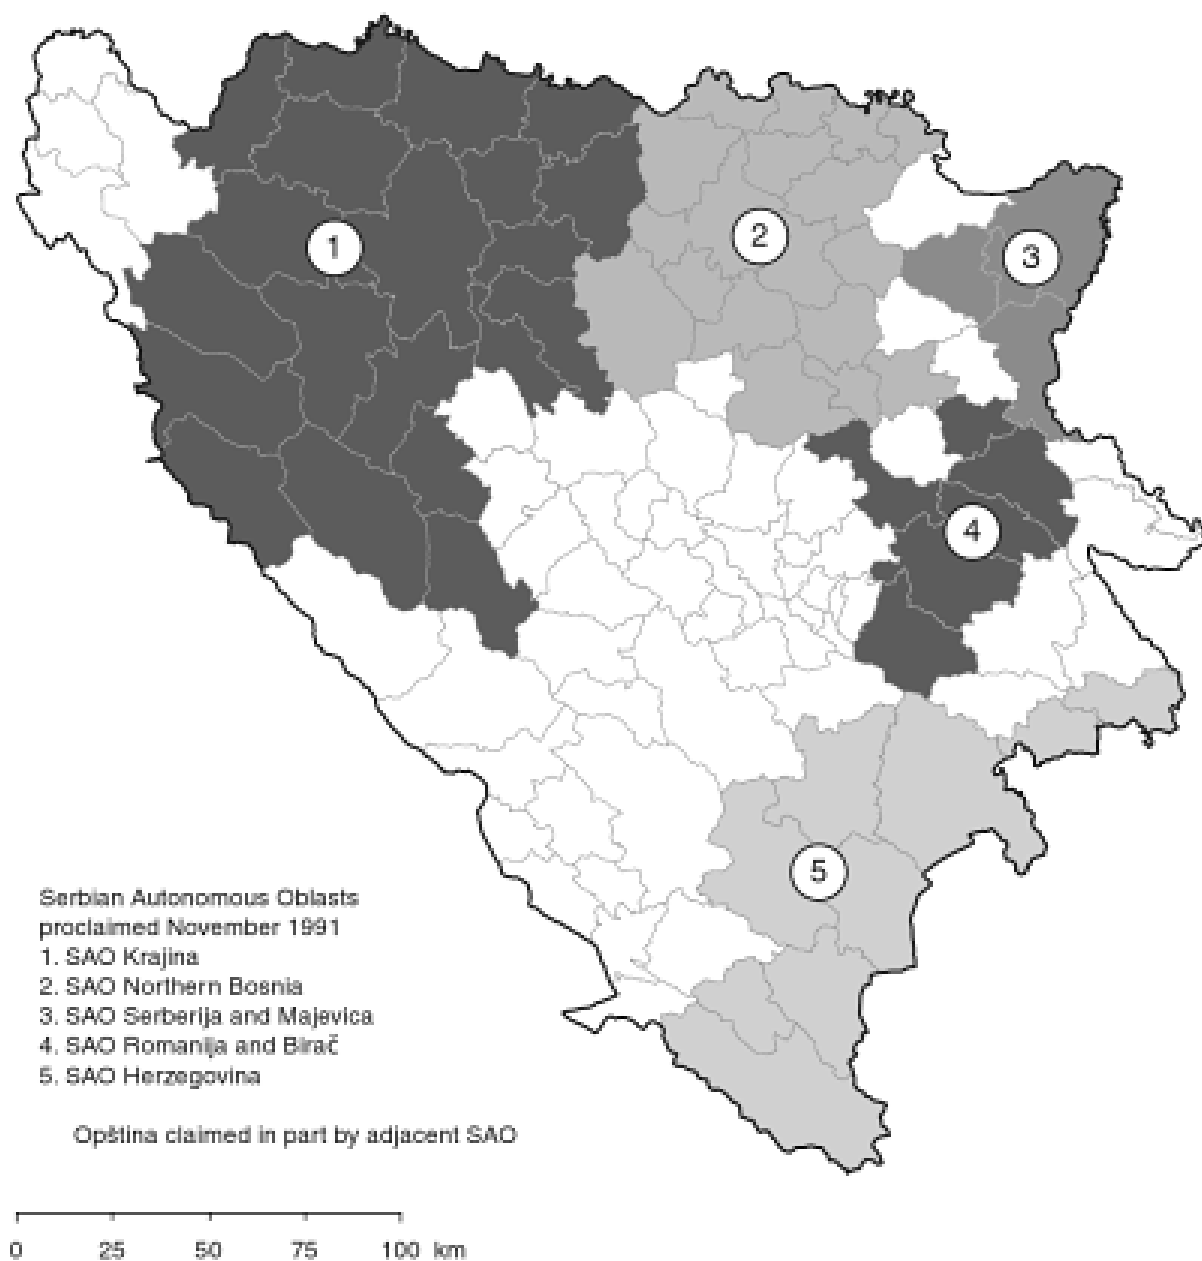 1
2
3
4
5
Serbian Autonomous Oblasts
proclaimed November 1991
1. SAO Krajina
2. SAO Northern Bosnia
3. SAO Serberija and Majevica
4. SAO Romanija and Birač
5. SAO Herzegovina
Opština claimed in part by adjacent SAO
0 25 50 75 100 km